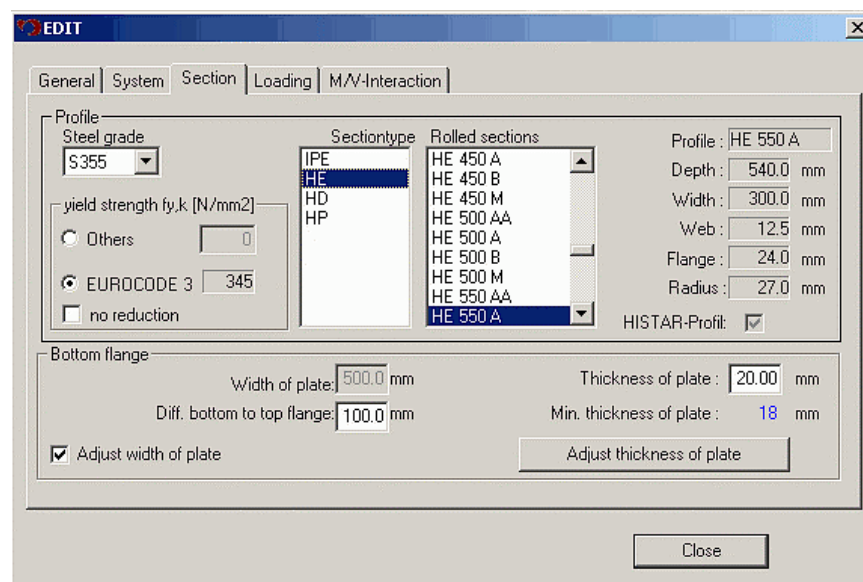 EDIT
General System Section Loading M/V-Interaction
Profile
Steel grade
S355
yield strength fy,k [N/mm2]
Others 0
EUROCODE 3 345
no reduction
Sectiontype
IPE
HE
HD
HP
Rolled sections
HE 450 A
HE 450 B
HE 450 M
HE 500 AA
HE 500 A
HE 500 B
HE 500 M
HE 550 AA
HE 550 A
Profile : HE 550 A
Depth : 540.0 mm
Width : 300.0 mm
Web : 12.5 mm
Flange : 24.0 mm
Radius : 27.0 mm
HISTAR-Profil:
Bottom flange
Width of plate: 500.0 mm
Diff. bottom to top flange: 100.0 mm
Adjust width of plate
Thickness of plate : 20.00 mm
Min. thickness of plate : 18 mm
Adjust thickness of plate
Close